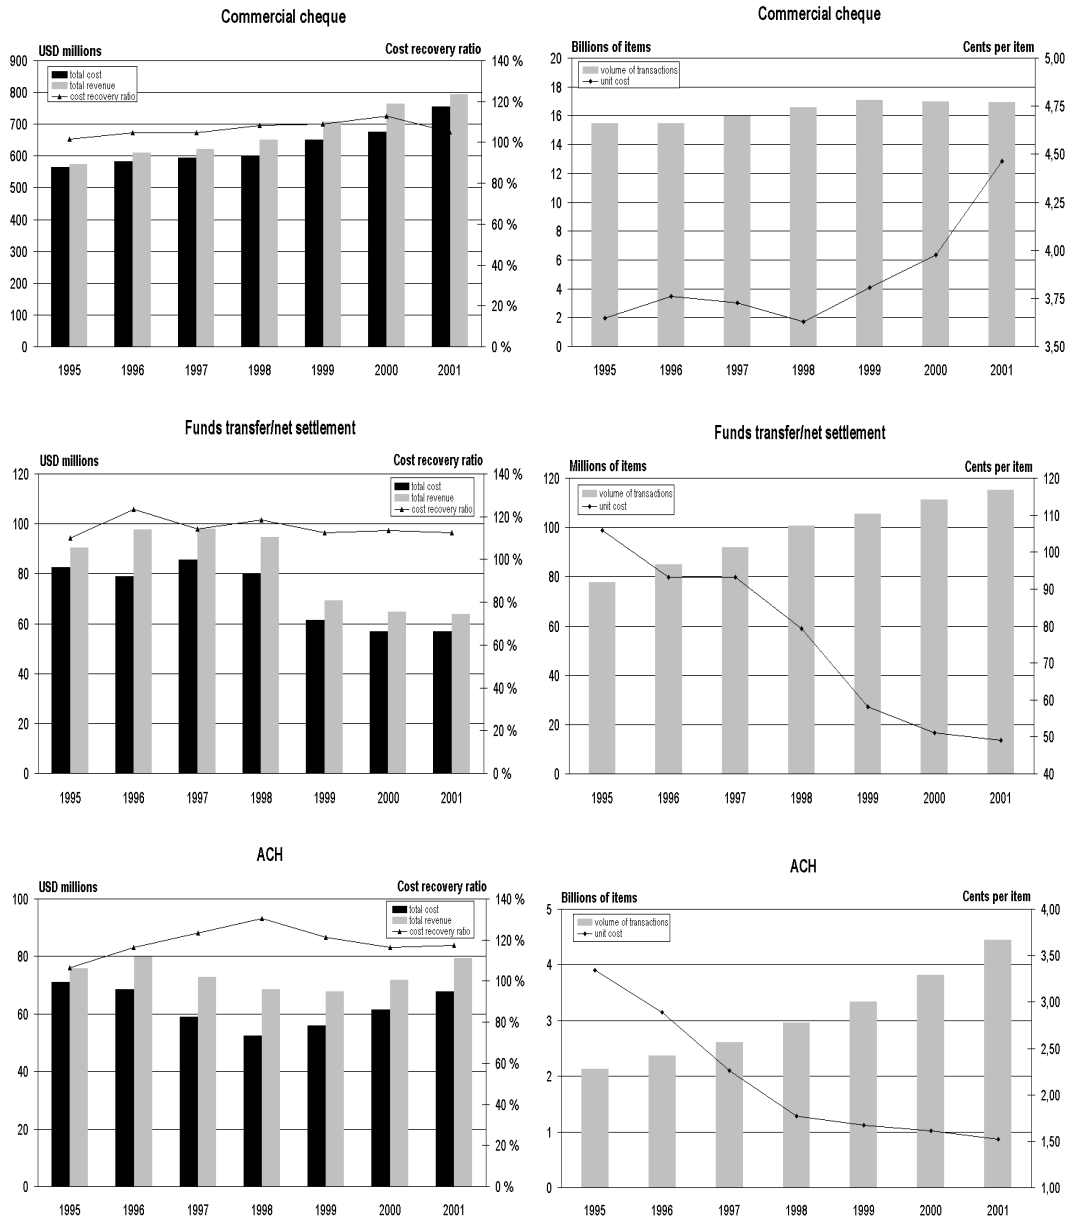 Commercial cheque
USD millions
Cost recovery ratio
total cost
total revenue
cost recovery ratio
900
800
700
600
500
400
300
200
100
0
140 %
120 %
100 %
80 %
60 %
40 %
20 %
0 %
1995 1996 1997 1998 1999 2000 2001
Commercial cheque
Billions of items
Cents per item
volume of transactions
unit cost
20
18
16
14
12
10
8
6
4
2
0
5,00
4,75
4,50
4,25
4,00
3,75
3,50
1995 1996 1997 1998 1999 2000 2001
Funds transfer/net settlement
USD millions
Cost recovery ratio
total cost
total revenue
cost recovery ratio
120
100
80
60
40
20
0
140 %
120 %
100 %
80 %
60 %
40 %
20 %
0 %
1995 1996 1997 1998 1999 2000 2001
Funds transfer/net settlement
Millions of items
Cents per item
volume of transactions
unit cost
120
100
80
60
40
20
0
120
110
100
90
80
70
60
50
40
1995 1996 1997 1998 1999 2000 2001
ACH
USD millions
Cost recovery ratio
total cost
total revenue
cost recovery ratio
100
80
60
40
20
0
140 %
120 %
100 %
80 %
60 %
40 %
20 %
0 %
1995 1996 1997 1998 1999 2000 2001
ACH
Billions of items
Cents per item
volume of transactions
unit cost
5
4
3
2
1
0
4,00
3,50
3,00
2,50
2,00
1,50
1,00
1995 1996 1997 1998 1999 2000 2001